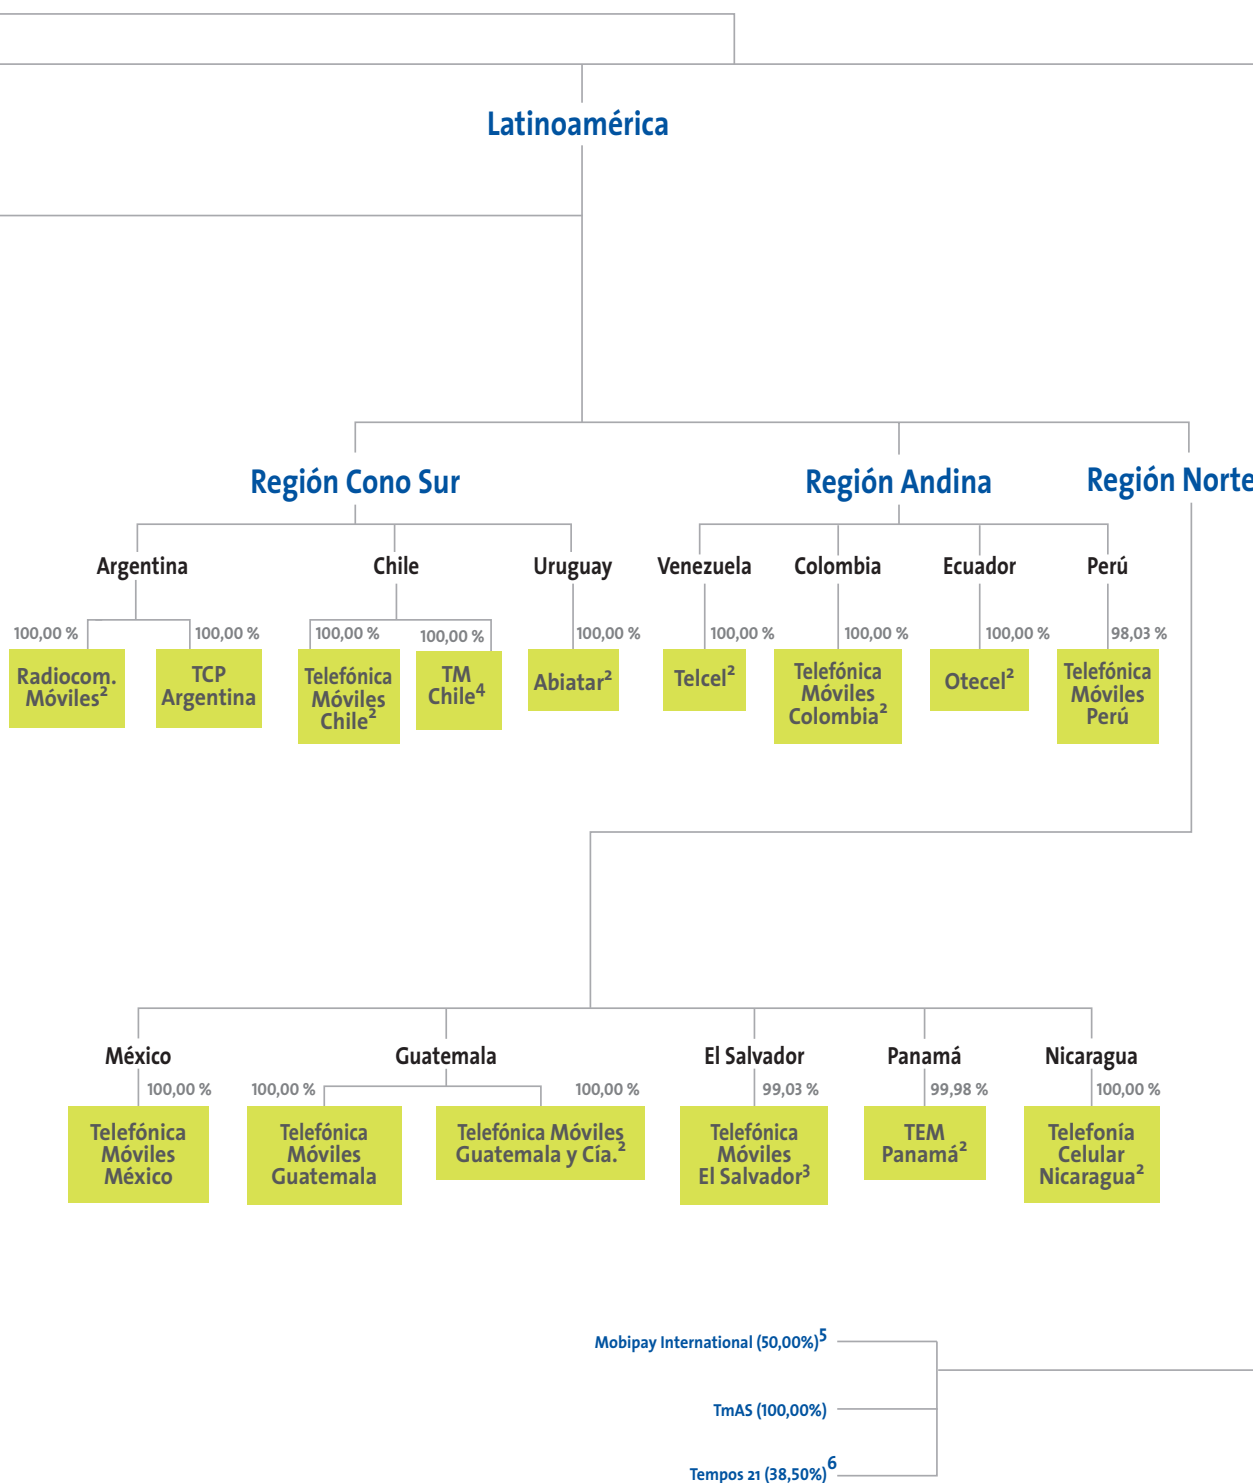 Latinoamérica
Región Cono Sur
Región Andina
Región Norte
Argentina
Chile
Uruguay
Venezuela
Colombia
Ecuador
Perú
100,00 %
100,00 %
100,00 %
100,00 %
100,00 %
100,00 %
100,00 %
100,00 %
98,03 %
Radiocom.
Móviles²
TCP
Argentina
Telefónica
Móviles
Chile²
TM
Chile⁴
Abiatar²
Telcel²
Telefónica
Móviles
Colombia²
Otecel²
Telefónica
Móviles
Perú
México
Guatemala
El Salvador
Panamá
Nicaragua
100,00 %
100,00 %
100,00 %
99,03 %
99,98 %
100,00 %
Telefónica
Móviles
México
Telefónica
Móviles
Guatemala
Telefónica Móviles
Guatemala y Cía.²
Telefónica
Móviles
El Salvador³
TEM
Panamá²
Telefonía
Celular
Nicaragua²
Mobipay International (50,00%)⁵
TmAS (100,00%)
Tempos 21 (38,50%)⁶